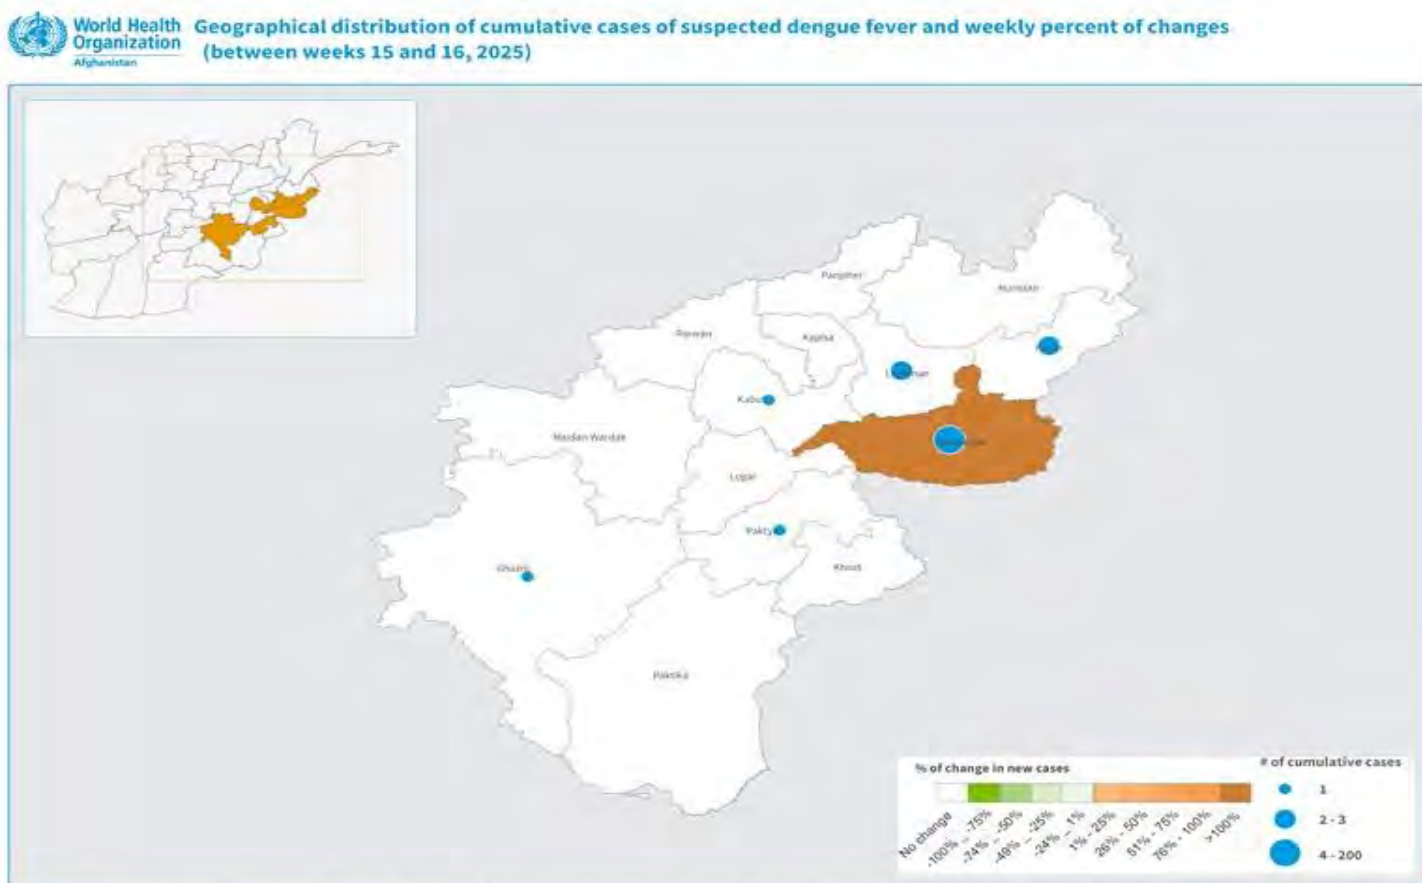 World Health
Organization
Afghanistan
Geographical distribution of cumulative cases of suspected dengue fever and weekly percent of changes
(between weeks 15 and 16, 2025)
Panjsher
Nuristan
Parwan
Kapisa
Maidan Wardak
Logar
Khost
Paktika
% of change in new cases
No change
-100% – -75%
-74% – -50%
-49% – -25%
-24% – 1%
1% - 25%
26% - 50%
51% - 75%
76% - 100%
>100%
# of cumulative cases
1
2 - 3
4 - 200